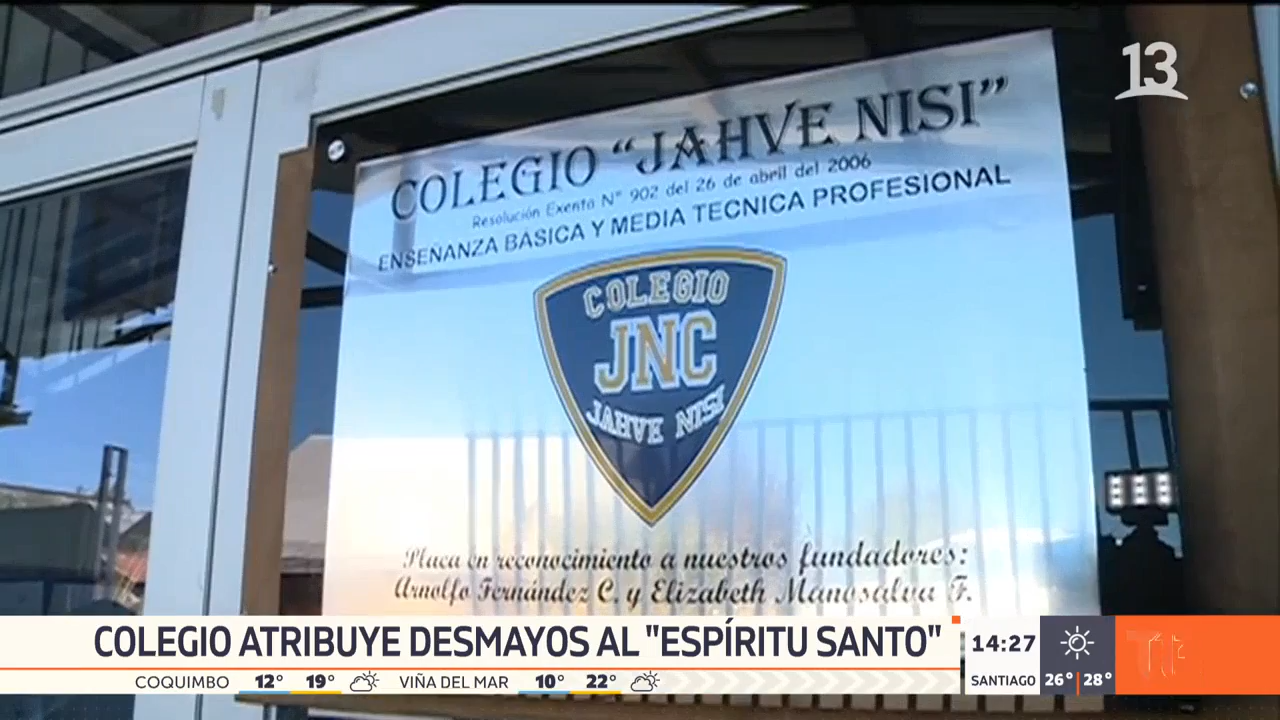 13
COLEGIO “JAHVE NISI”
Resolución Exenta N° 902 del 26 de abril del 2006
ENSEÑANZA BÁSICA Y MEDIA TECNICA PROFESIONAL
COLEGIO
JNC
JAHVE NISI
Placa en reconocimiento a nuestros fundadores:
Arnolfo Fernández C. y Elizabeth Manosalva F.
COLEGIO ATRIBUYE DESMAYOS AL "ESPÍRITU SANTO"
14:27
COQUIMBO 12° 19° VIÑA DEL MAR 10° 22°
SANTIAGO 26° 28°